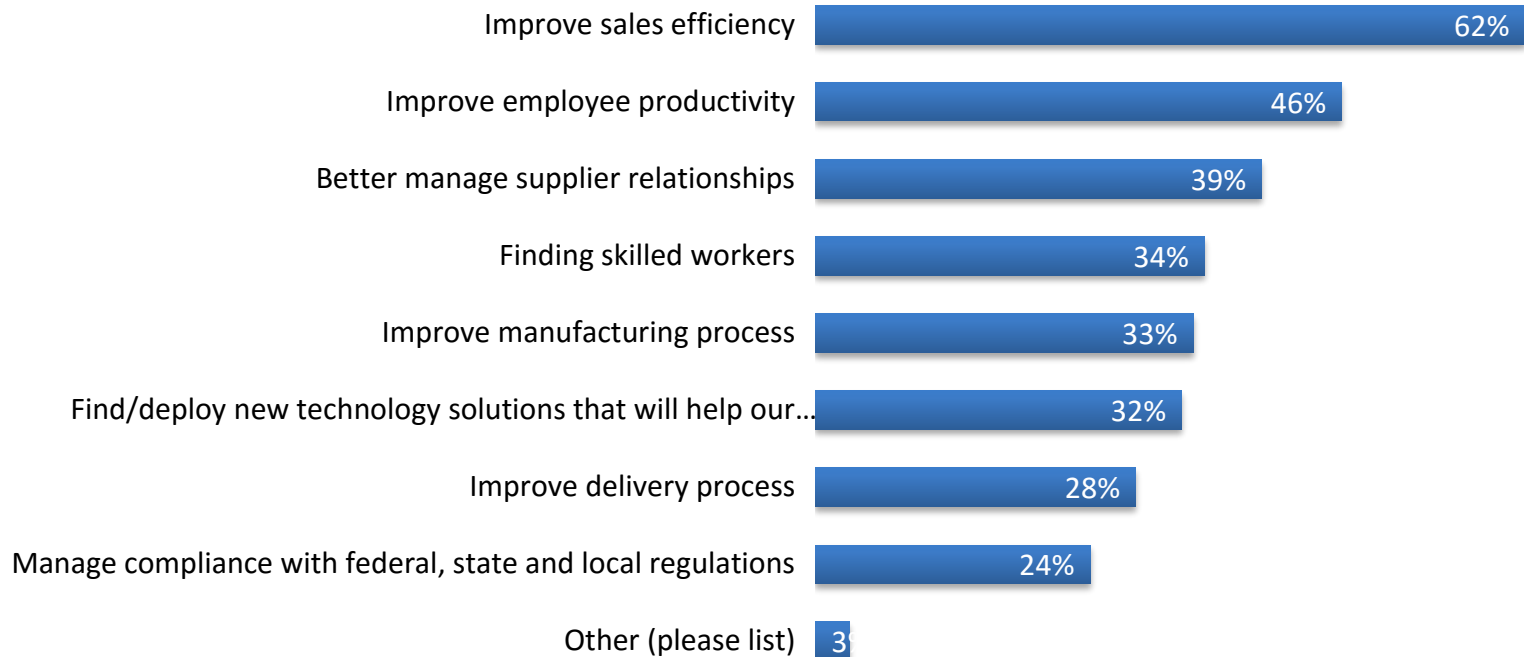 Improve sales efficiency 62%
Improve employee productivity 46%
Better manage supplier relationships 39%
Finding skilled workers 34%
Improve manufacturing process 33%
Find/deploy new technology solutions that will help our… 32%
Improve delivery process 28%
Manage compliance with federal, state and local regulations 24%
Other (please list) 3